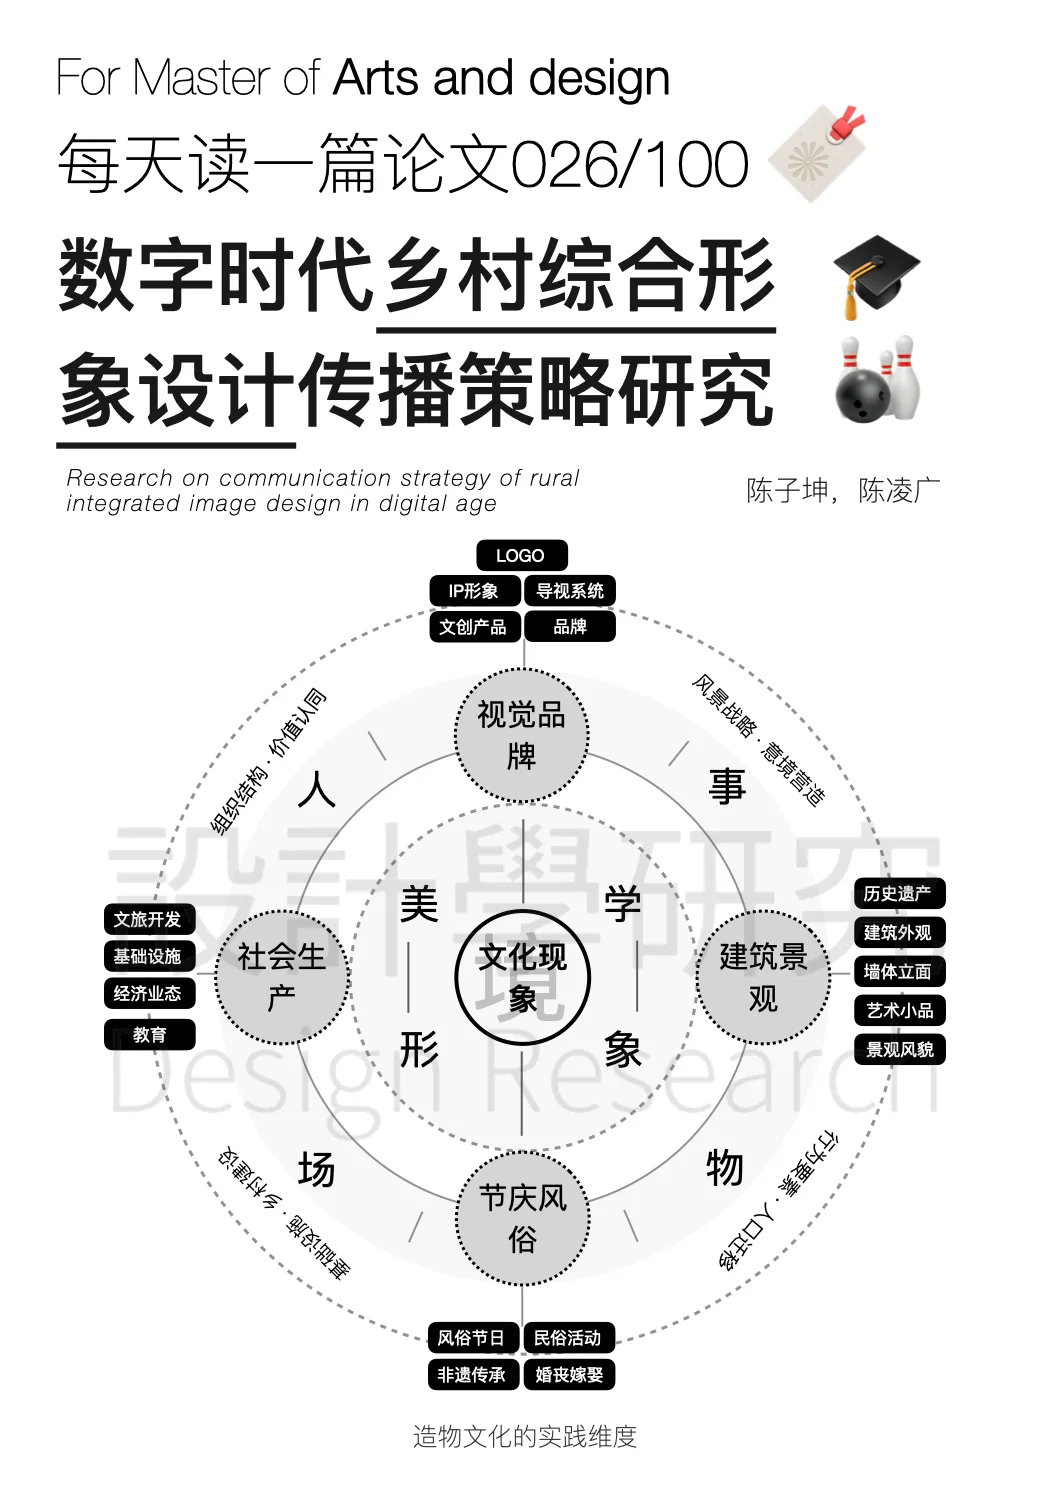 For Master of Arts and design
每天读一篇论文026/100
数字时代乡村综合形
象设计传播策略研究
Research on communication strategy of rural
integrated image design in digital age
陈子坤，陈凌广
LOGO
IP形象
导视系统
文创产品
品牌
视觉品
牌
组织结构·价值认同
人
风景战略·意境营造
事
設計學研究
境
Design Research
文旅开发
基础设施
经济业态
教育
社会生
产
美
学
形
象
文化现
象
建筑景
观
历史遗产
建筑外观
墙体立面
艺术小品
景观风貌
场
基础设施·乡村建设
物
行为要素·人口迁移
节庆风
俗
风俗节日
民俗活动
非遗传承
婚丧嫁娶
造物文化的实践维度